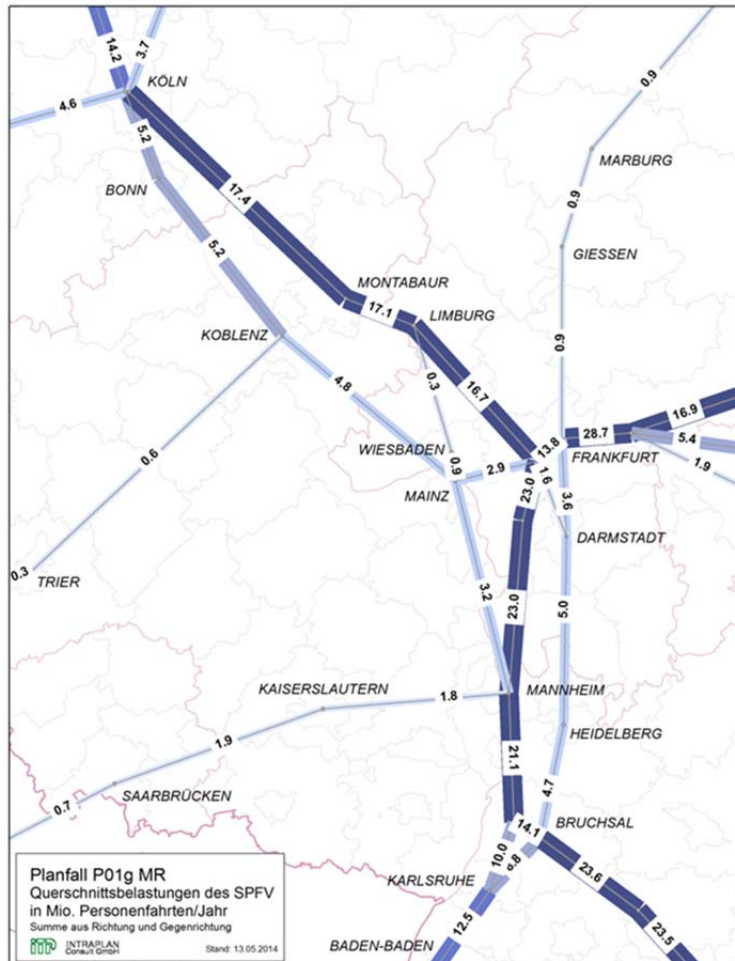 14.2
3.7
KÖLN
4.6
5.2
0.9
MARBURG
BONN
17.4
0.9
5.2
GIESSEN
MONTABAUR
17.1
LIMBURG
KOBLENZ
0.9
0.3
16.7
4.8
16.9
28.7
13.8
5.4
WIESBADEN
FRANKFURT
0.6
0.9
2.9
1.9
1.6
MAINZ
23.0
3.6
DARMSTADT
0.3
TRIER
3.2
23.0
5.0
KAISERSLAUTERN
1.8
MANNHEIM
HEIDELBERG
1.9
21.1
4.7
SAARBRÜCKEN
0.7
14.1
BRUCHSAL
10.0
6.8
23.6
KARLSRUHE
12.5
23.5
BADEN-BADEN
Planfall P01g MR
Querschnittsbelastungen des SPFV
in Mio. Personenfahrten/Jahr
Summe aus Richtung und Gegenrichtung
itp INTRAPLAN
Consult GmbH
Stand: 13.05.2014